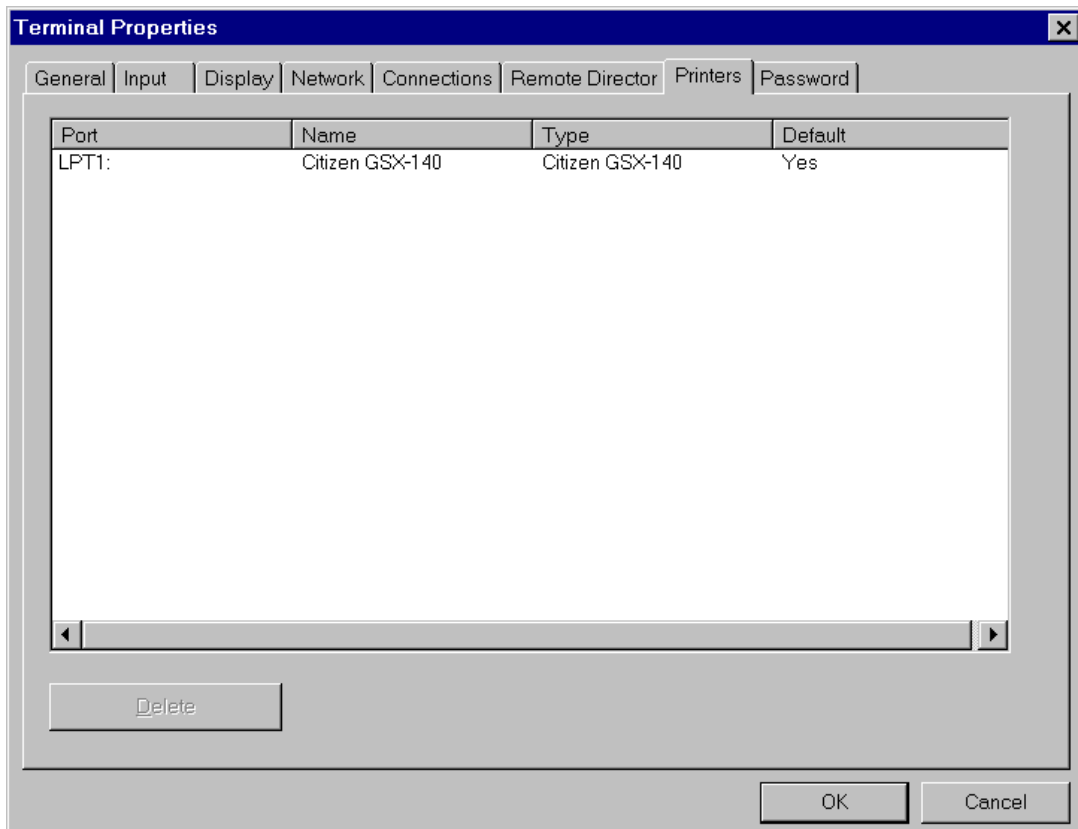 Terminal Properties
General Input Display Network Connections Remote Director Printers Password
Port Name Type Default
LPT1: Citizen GSX-140 Citizen GSX-140 Yes
Delete
OK Cancel